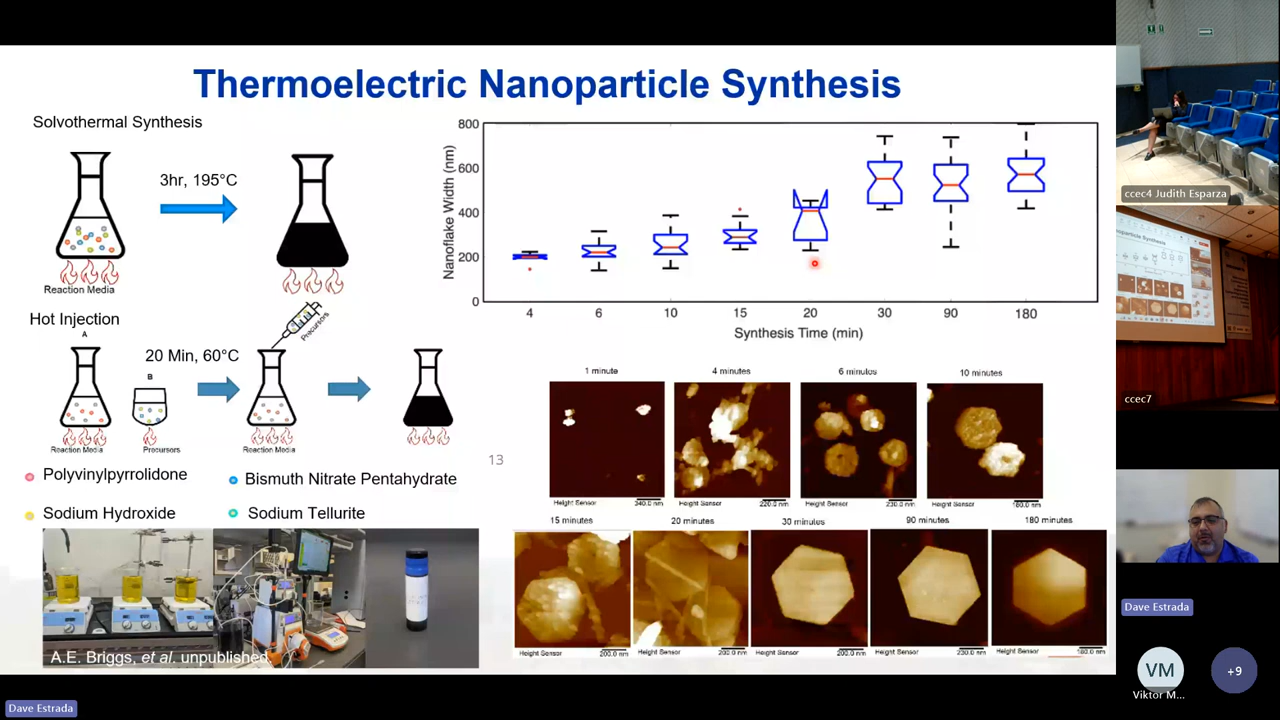 Thermoelectric Nanoparticle Synthesis
Solvothermal Synthesis
3hr, 195°C
Reaction Media
Hot Injection
A
B
20 Min, 60°C
Precursors
Reaction Media
Precursors
Reaction Media
Polyvinylpyrrolidone
Bismuth Nitrate Pentahydrate
Sodium Hydroxide
Sodium Tellurite
A.E. Briggs, et al. unpublished.
Nanoflake Width (nm)
800
600
400
200
0
4 6 10 15 20 30 90 180
Synthesis Time (min)
13
1 minute 4 minutes 6 minutes 10 minutes
Height Sensor 340.0 nm Height Sensor 220.0 nm Height Sensor 230.0 nm Height Sensor 180.0 nm
15 minutes 20 minutes 30 minutes 90 minutes 180 minutes
Height Sensor 200.0 nm Height Sensor 200.0 nm Height Sensor 200.0 nm Height Sensor 230.0 nm Height Sensor 180.0 nm
ccec4 Judith Esparza
ccec7
Dave Estrada
VM
Viktor M...
+9
Dave Estrada